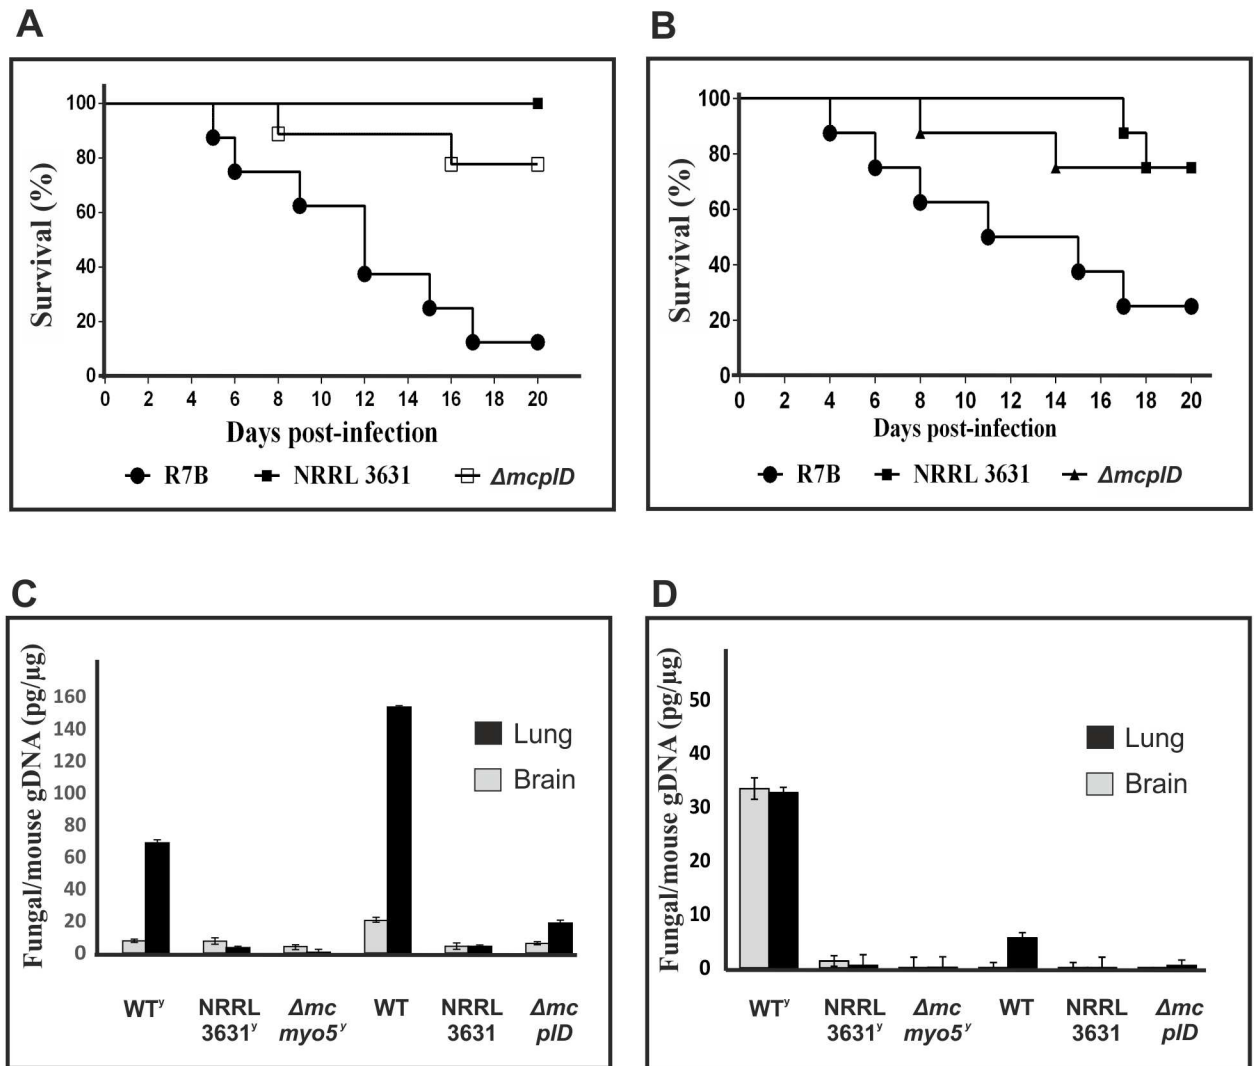 A
Survival (%)
100
80
60
40
20
0
0 2 4 6 8 10 12 14 16 18 20
Days post-infection
R7B NRRL 3631 ΔmcplD
B
Survival (%)
100
80
60
40
20
0
0 2 4 6 8 10 12 14 16 18 20
Days post-infection
R7B NRRL 3631 ΔmcplD
C
Fungal/mouse gDNA (pg/µg)
160
140
120
100
80
60
40
20
0
Lung
Brain
WTʸ NRRL Δmc WT NRRL Δmc
3631ʸ myo5ʸ 3631 plD
D
Fungal/mouse gDNA (pg/µg)
50
40
30
20
10
0
Lung
Brain
WTʸ NRRL Δmc WT NRRL Δmc
3631ʸ myo5ʸ 3631 plD